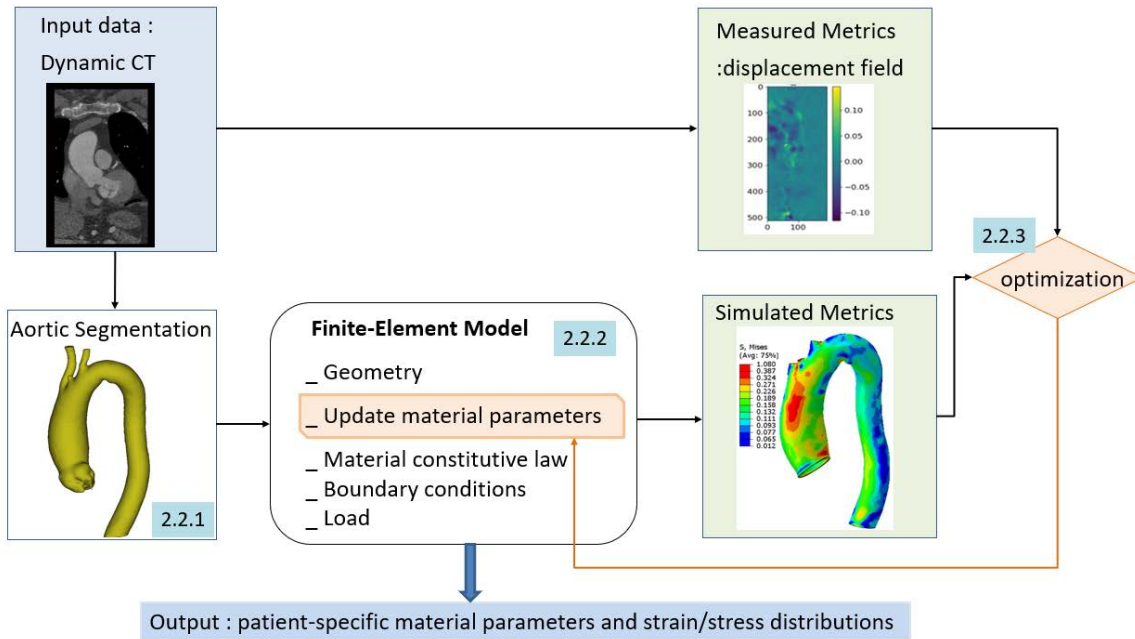 Input data :
Dynamic CT
Measured Metrics
:displacement field
0
100
200
300
400
500
0
100
0.10
0.05
0.00
−0.05
−0.10
2.2.3
optimization
Aortic Segmentation
2.2.1
Finite-Element Model
2.2.2
_ Geometry
_ Update material parameters
_ Material constitutive law
_ Boundary conditions
_ Load
Simulated Metrics
S, Mises
(Avg: 75%)
1.080
0.387
0.324
0.271
0.226
0.189
0.158
0.132
0.111
0.093
0.077
0.065
0.012
Output : patient-specific material parameters and strain/stress distributions